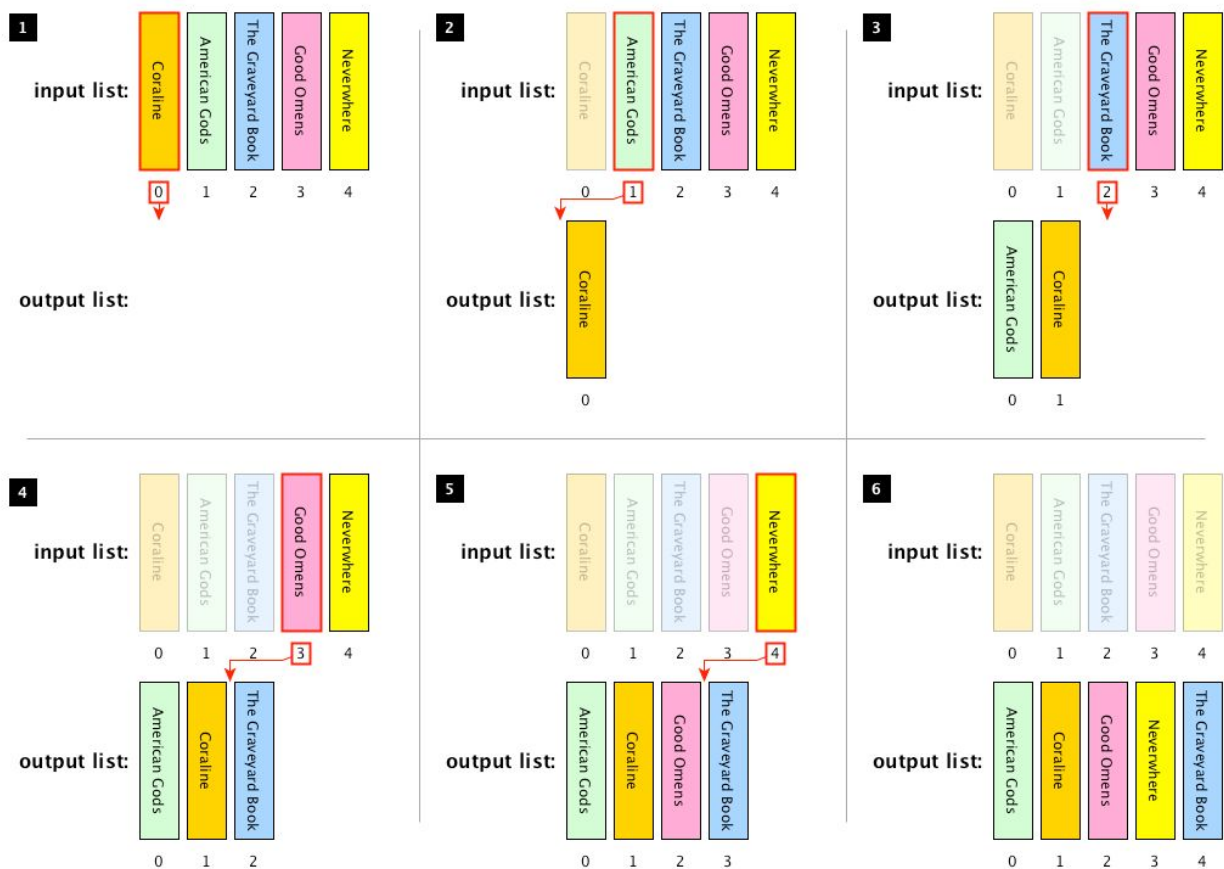 1
input list:
Coraline
American Gods
The Graveyard Book
Good Omens
Neverwhere
0 1 2 3 4
output list:
2
input list:
Coraline
American Gods
The Graveyard Book
Good Omens
Neverwhere
0 1 2 3 4
output list:
Coraline
0
3
input list:
Coraline
American Gods
The Graveyard Book
Good Omens
Neverwhere
0 1 2 3 4
output list:
American Gods
Coraline
0 1
4
input list:
Coraline
American Gods
The Graveyard Book
Good Omens
Neverwhere
0 1 2 3 4
output list:
American Gods
Coraline
The Graveyard Book
0 1 2
5
input list:
Coraline
American Gods
The Graveyard Book
Good Omens
Neverwhere
0 1 2 3 4
output list:
American Gods
Coraline
Good Omens
The Graveyard Book
0 1 2 3
6
input list:
Coraline
American Gods
The Graveyard Book
Good Omens
Neverwhere
0 1 2 3 4
output list:
American Gods
Coraline
Good Omens
Neverwhere
The Graveyard Book
0 1 2 3 4